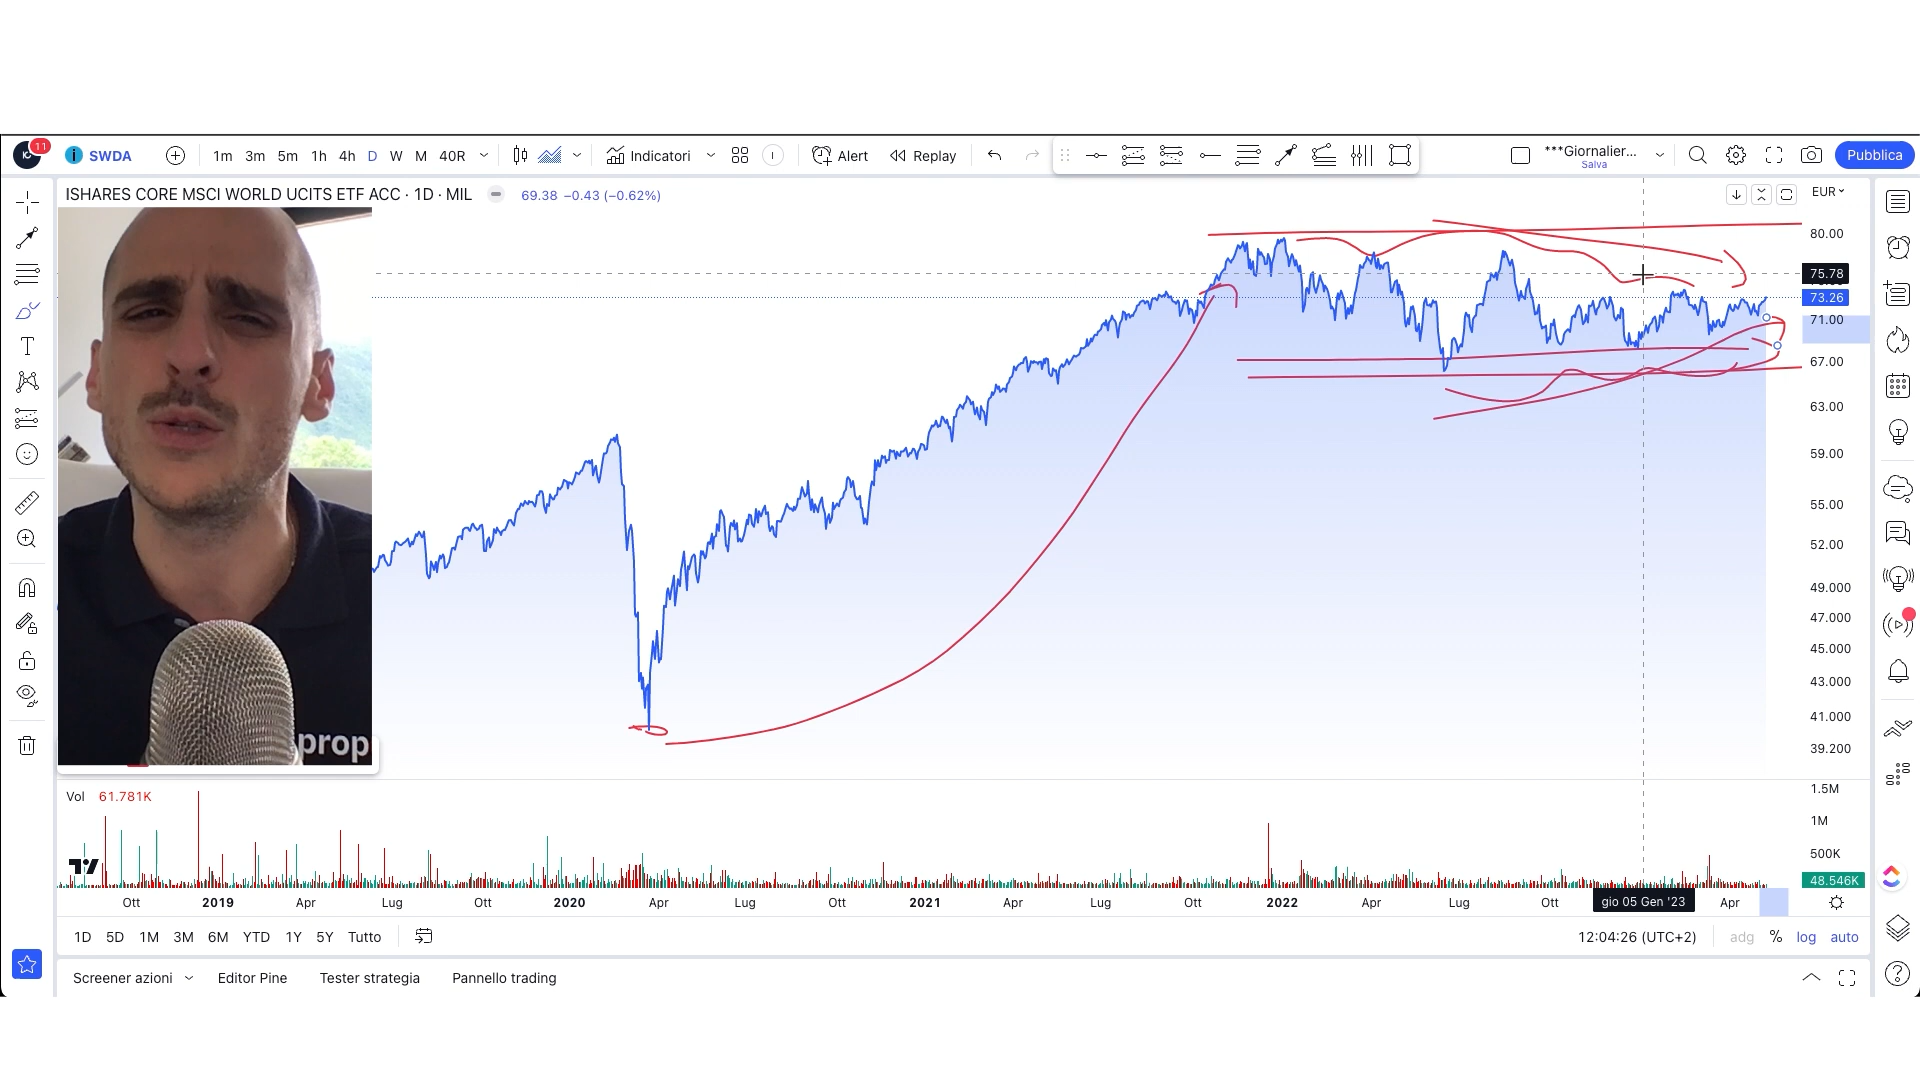 11
SWDA
1m 3m 5m 1h 4h D W M 40R
Indicatori
Alert
Replay
***Giornalier...
Salva
Pubblica
ISHARES CORE MSCI WORLD UCITS ETF ACC · 1D · MIL
69.38 −0.43 (−0.62%)
EUR
80.00
75.78
73.26
71.00
67.00
63.00
59.00
55.00
52.00
49.000
47.000
45.000
43.000
41.000
39.200
prop
Vol 61.781K
1.5M
1M
500K
48.546K
Ott 2019 Apr Lug Ott 2020 Apr Lug Ott 2021 Apr Lug Ott 2022 Apr Lug Ott gio 05 Gen '23 Apr
1D 5D 1M 3M 6M YTD 1Y 5Y Tutto
12:04:26 (UTC+2)
adg % log auto
Screener azioni Editor Pine Tester strategia Pannello trading